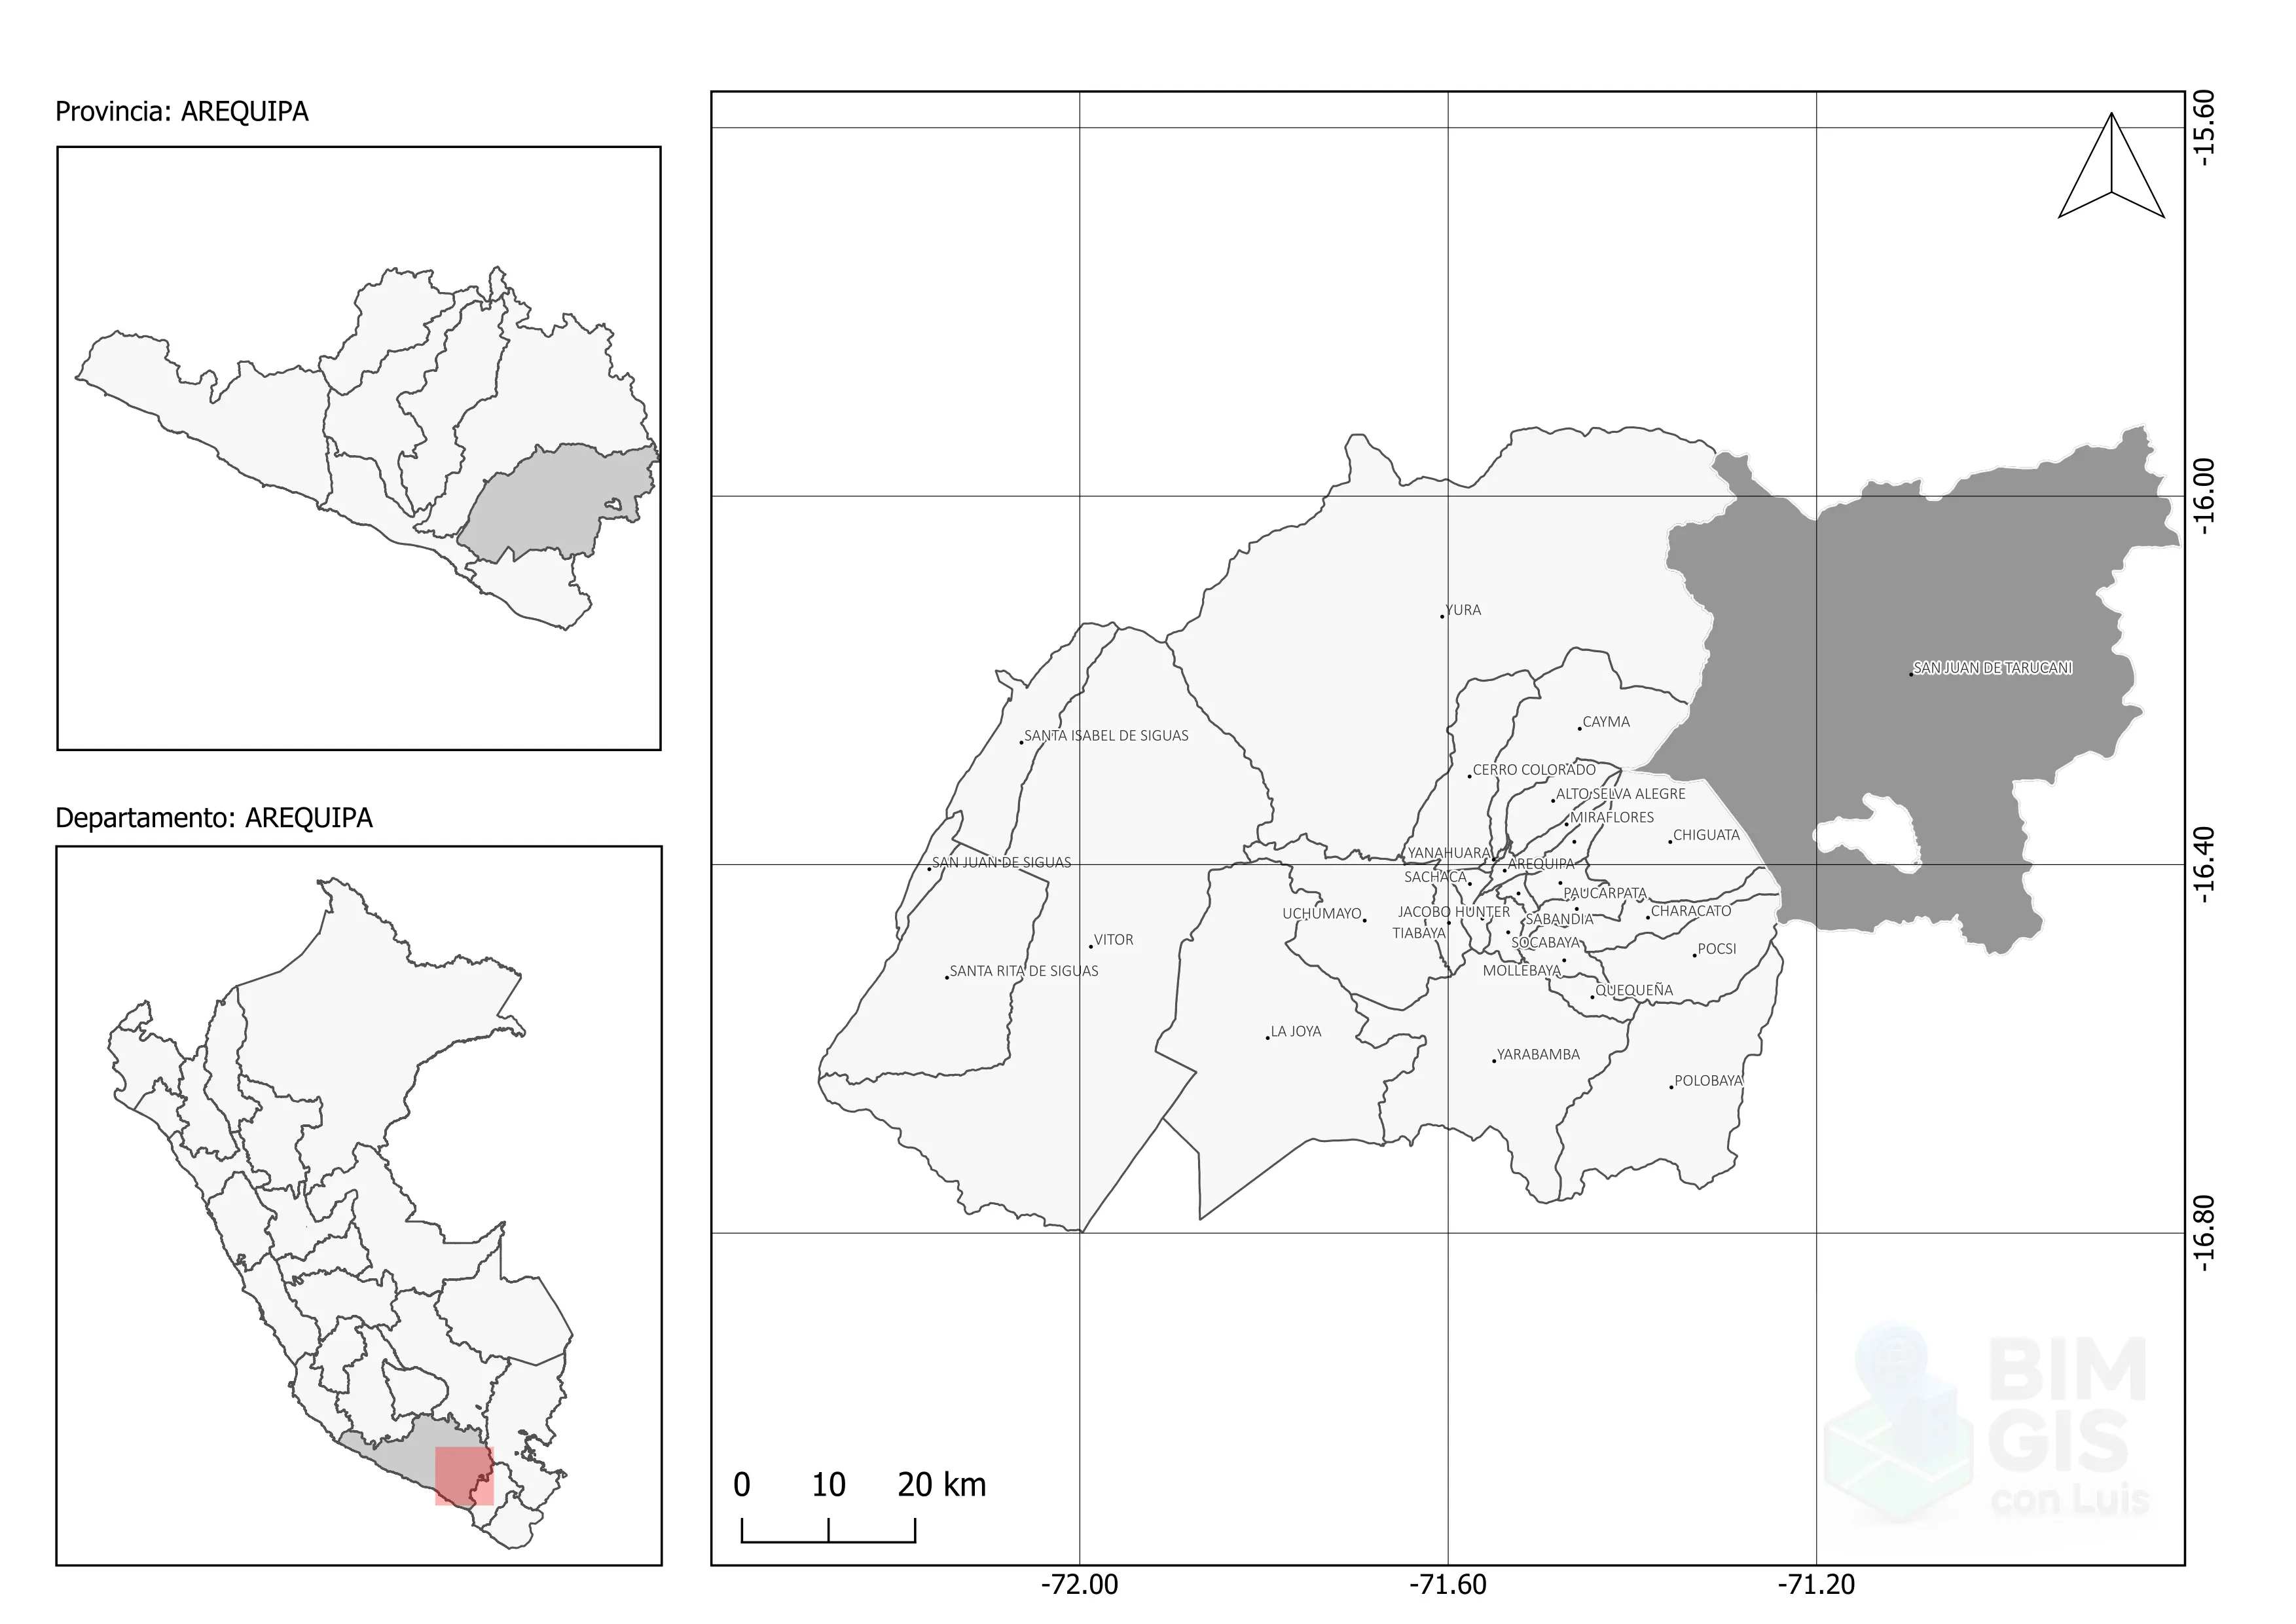 Provincia: AREQUIPA
Departamento: AREQUIPA
-15.60
-16.00
-16.40
-16.80
YURA
SAN JUAN DE TARUCANI
CAYMA
SANTA ISABEL DE SIGUAS
CERRO COLORADO
ALTO SELVA ALEGRE
MIRAFLORES
CHIGUATA
YANAHUARA
SAN JUAN DE SIGUAS
AREQUIPA
SACHACA
PAUCARPATA
UCHUMAYO
JACOBO HUNTER
SABANDIA
CHARACATO
TIABAYA
VITOR
SOCABAYA
POCSI
SANTA RITA DE SIGUAS
MOLLEBAYA
QUEQUEÑA
LA JOYA
YARABAMBA
POLOBAYA
BIM
GIS
con Luis
0 10 20 km
-72.00 -71.60 -71.20